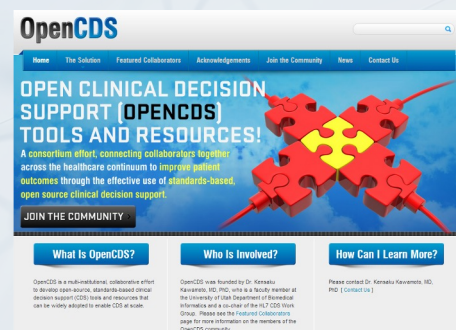 OpenCDS
Home The Solution Featured Collaborators Acknowledgements Join the Community News Contact Us
OPEN CLINICAL DECISION
SUPPORT (OPENCDS)
TOOLS AND RESOURCES!
A consortium effort, connecting collaborators together
across the healthcare continuum to improve patient
outcomes through the effective use of standards-based,
open source clinical decision support.
JOIN THE COMMUNITY >
What Is OpenCDS?
OpenCDS is a multi-institutional, collaborative effort
to develop open-source, standards-based clinical
decision support (CDS) tools and resources that
can be widely adopted to enable CDS at scale.
Who Is Involved?
OpenCDS was founded by Dr. Kensaku
Kawamoto, MD, PhD, who is a faculty member at
the University of Utah Department of Biomedical
Informatics and a co-chair of the HL7 CDS Work
Group. Please see the Featured Collaborators
page for more information on the members of the
OpenCDS community.
How Can I Learn More?
Please contact Dr. Kensaku Kawamoto, MD,
PhD [ Contact Us ]